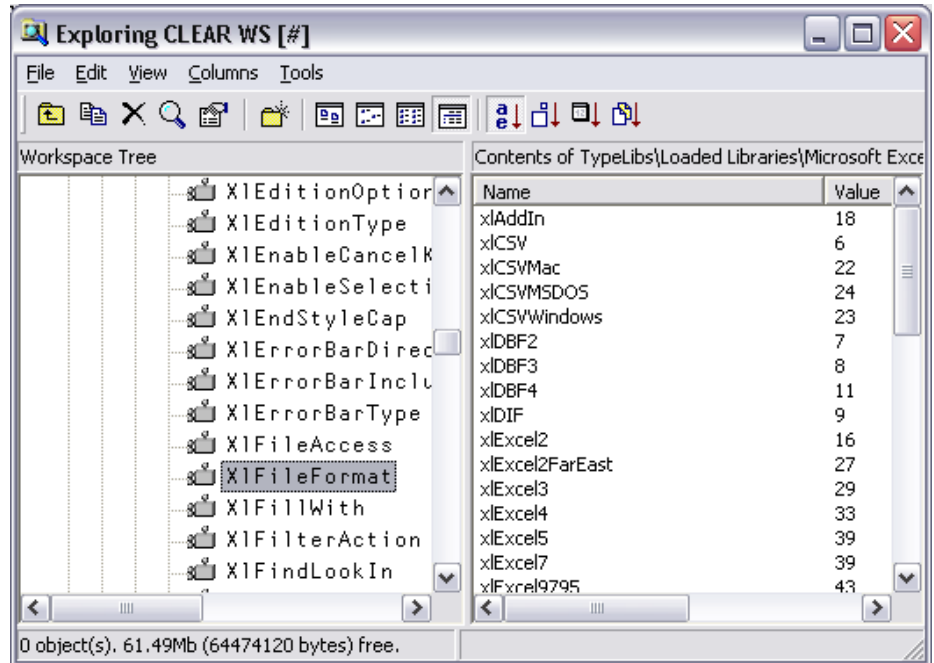 Exploring CLEAR WS [#]
File Edit View Columns Tools
Workspace Tree
XlEditionOption
XlEditionType
XlEnableCancelK
XlEnableSelecti
XlEndStyleCap
XlErrorBarDirec
XlErrorBarInclu
XlErrorBarType
XlFileAccess
XlFileFormat
XlFillWith
XlFilterAction
XlFindLookIn
Contents of TypeLibs\Loaded Libraries\Microsoft Exce
Name Value
xlAddIn 18
xlCSV 6
xlCSVMac 22
xlCSVMSDOS 24
xlCSVWindows 23
xlDBF2 7
xlDBF3 8
xlDBF4 11
xlDIF 9
xlExcel2 16
xlExcel2FarEast 27
xlExcel3 29
xlExcel4 33
xlExcel5 39
xlExcel7 39
xlExcel9795 43
0 object(s). 61.49Mb (64474120 bytes) free.